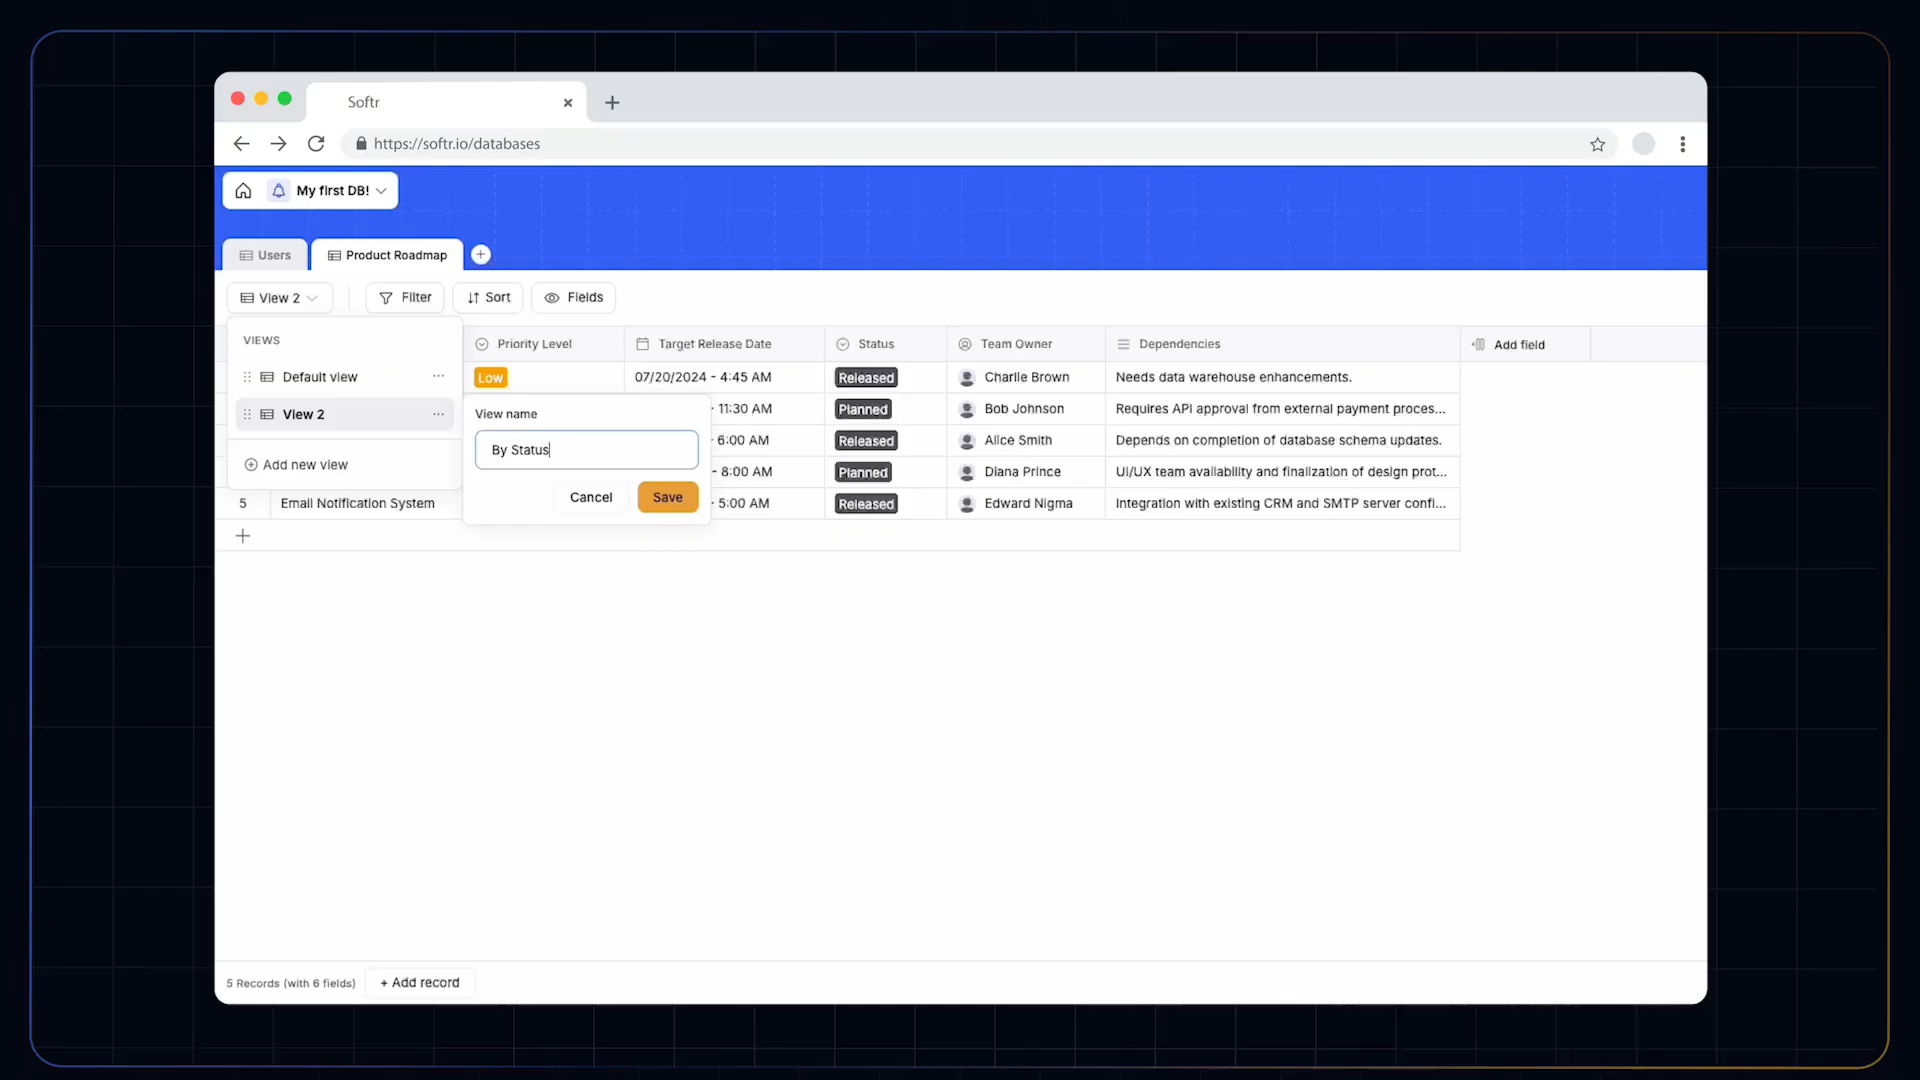 Softr
https://softr.io/databases
My first DB!
Users
Product Roadmap
View 2
Filter
Sort
Fields
VIEWS
Default view
View 2
Add new view
Priority Level
Target Release Date
Status
Team Owner
Dependencies
Add field
Low
07/20/2024 - 4:45 AM
Released
Charlie Brown
Needs data warehouse enhancements.
- 11:30 AM
Planned
Bob Johnson
Requires API approval from external payment proces...
- 6:00 AM
Released
Alice Smith
Depends on completion of database schema updates.
- 8:00 AM
Planned
Diana Prince
UI/UX team availability and finalization of design prot...
5
Email Notification System
- 5:00 AM
Released
Edward Nigma
Integration with existing CRM and SMTP server confi...
View name
By Status
Cancel
Save
5 Records (with 6 fields)
+ Add record